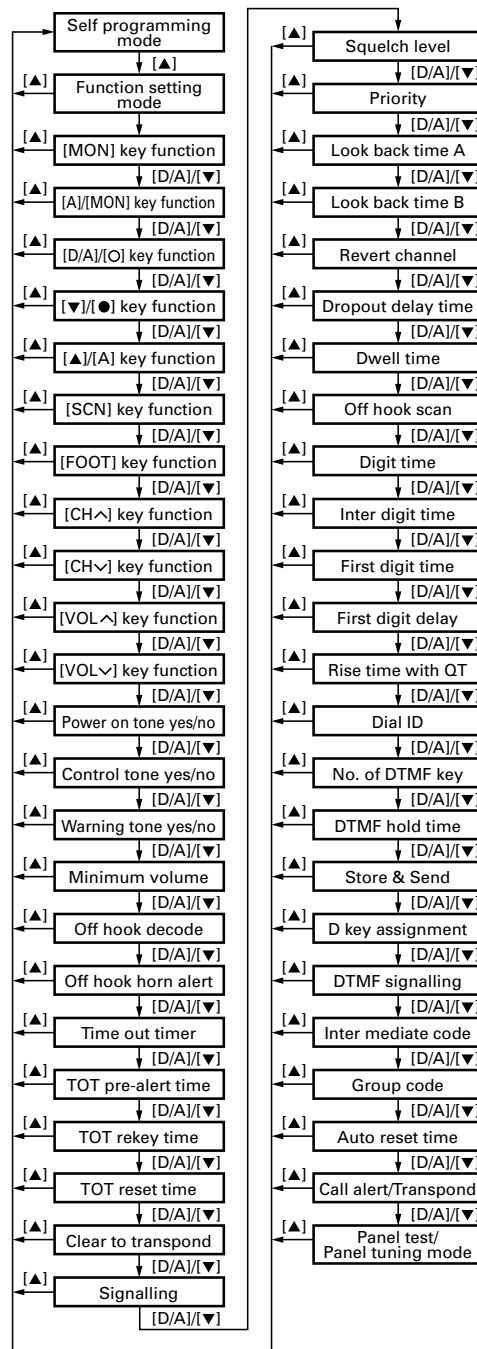 Self programming
mode
[▲]
[▲]
Function setting
mode
[▲]
[MON] key function
[D/A]/[▼]
[▲]
[A]/[MON] key function
[D/A]/[▼]
[▲]
[D/A]/[O] key function
[D/A]/[▼]
[▲]
[▼]/[●] key function
[D/A]/[▼]
[▲]
[▲]/[A] key function
[D/A]/[▼]
[▲]
[SCN] key function
[D/A]/[▼]
[▲]
[FOOT] key function
[D/A]/[▼]
[▲]
[CH∧] key function
[D/A]/[▼]
[▲]
[CH∨] key function
[D/A]/[▼]
[▲]
[VOL∧] key function
[D/A]/[▼]
[▲]
[VOL∨] key function
[D/A]/[▼]
[▲]
Power on tone yes/no
[D/A]/[▼]
[▲]
Control tone yes/no
[D/A]/[▼]
[▲]
Warning tone yes/no
[D/A]/[▼]
[▲]
Minimum volume
[D/A]/[▼]
[▲]
Off hook decode
[D/A]/[▼]
[▲]
Off hook horn alert
[D/A]/[▼]
[▲]
Time out timer
[D/A]/[▼]
[▲]
TOT pre-alert time
[D/A]/[▼]
[▲]
TOT rekey time
[D/A]/[▼]
[▲]
TOT reset time
[D/A]/[▼]
[▲]
Clear to transpond
[D/A]/[▼]
[▲]
Signalling
[D/A]/[▼]
[▲]
Squelch level
[D/A]/[▼]
[▲]
Priority
[D/A]/[▼]
[▲]
Look back time A
[D/A]/[▼]
[▲]
Look back time B
[D/A]/[▼]
[▲]
Revert channel
[D/A]/[▼]
[▲]
Dropout delay time
[D/A]/[▼]
[▲]
Dwell time
[D/A]/[▼]
[▲]
Off hook scan
[D/A]/[▼]
[▲]
Digit time
[D/A]/[▼]
[▲]
Inter digit time
[D/A]/[▼]
[▲]
First digit time
[D/A]/[▼]
[▲]
First digit delay
[D/A]/[▼]
[▲]
Rise time with QT
[D/A]/[▼]
[▲]
Dial ID
[D/A]/[▼]
[▲]
No. of DTMF key
[D/A]/[▼]
[▲]
DTMF hold time
[D/A]/[▼]
[▲]
Store & Send
[D/A]/[▼]
[▲]
D key assignment
[D/A]/[▼]
[▲]
DTMF signalling
[D/A]/[▼]
[▲]
Inter mediate code
[D/A]/[▼]
[▲]
Group code
[D/A]/[▼]
[▲]
Auto reset time
[D/A]/[▼]
[▲]
Call alert/Transpond
[D/A]/[▼]
[▲]
Panel test/
Panel tuning mode